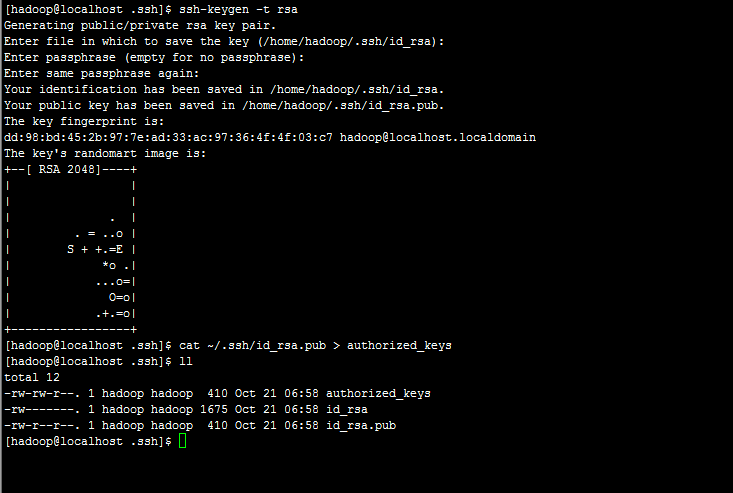 [hadoop@localhost .ssh]$ ssh-keygen -t rsa
Generating public/private rsa key pair.
Enter file in which to save the key (/home/hadoop/.ssh/id_rsa):
Enter passphrase (empty for no passphrase):
Enter same passphrase again:
Your identification has been saved in /home/hadoop/.ssh/id_rsa.
Your public key has been saved in /home/hadoop/.ssh/id_rsa.pub.
The key fingerprint is:
dd:98:bd:45:2b:97:7e:ad:33:ac:97:36:4f:4f:03:c7 hadoop@localhost.localdomain
The key's randomart image is:
+--[ RSA 2048]----+
|                 |
|                 |
|              .  |
|         . = ..o |
|        S + +.=E |
|             *o .|
|            ...o=|
|              O=o|
|            .+.=o|
+-----------------+
[hadoop@localhost .ssh]$ cat ~/.ssh/id_rsa.pub > authorized_keys
[hadoop@localhost .ssh]$ ll
total 12
-rw-rw-r--. 1 hadoop hadoop  410 Oct 21 06:58 authorized_keys
-rw-------. 1 hadoop hadoop 1675 Oct 21 06:58 id_rsa
-rw-r--r--. 1 hadoop hadoop  410 Oct 21 06:58 id_rsa.pub
[hadoop@localhost .ssh]$